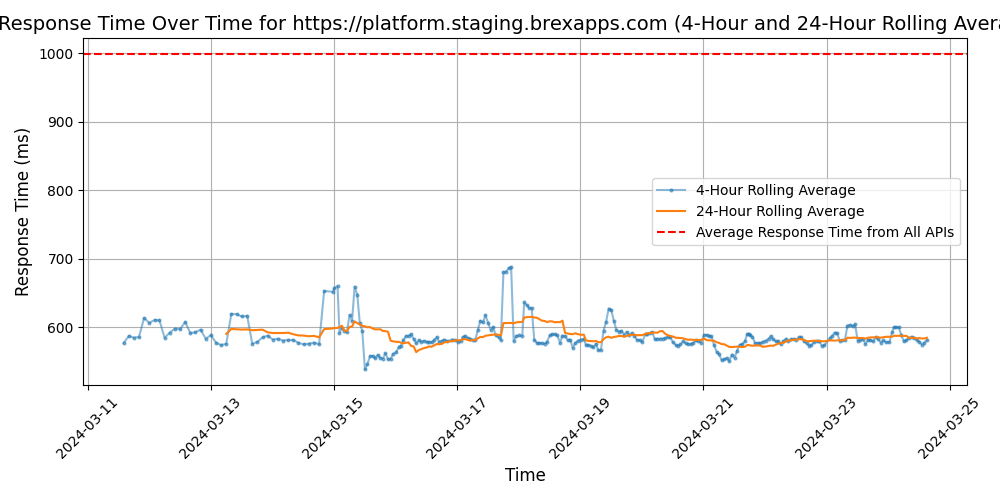 Response Time Over Time for https://platform.staging.brexapps.com (4-Hour and 24-Hour Rolling Avera
1000
900
800
700
600
Response Time (ms)
4-Hour Rolling Average
24-Hour Rolling Average
Average Response Time from All APIs
2024-03-11
2024-03-13
2024-03-15
2024-03-17
2024-03-19
2024-03-21
2024-03-23
2024-03-25
Time